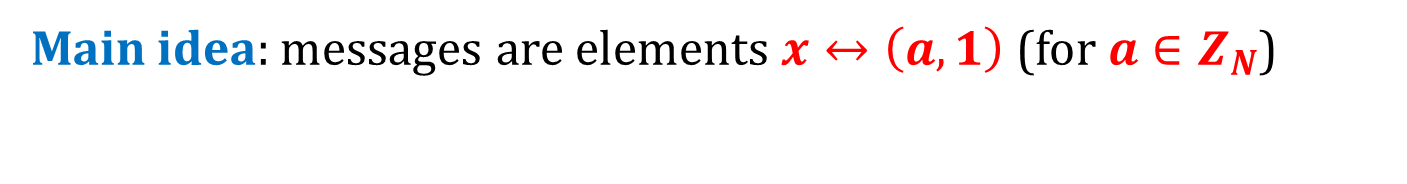 Main idea: messages are elements x ↔ (a, 1) (for a ∈ Z_N)